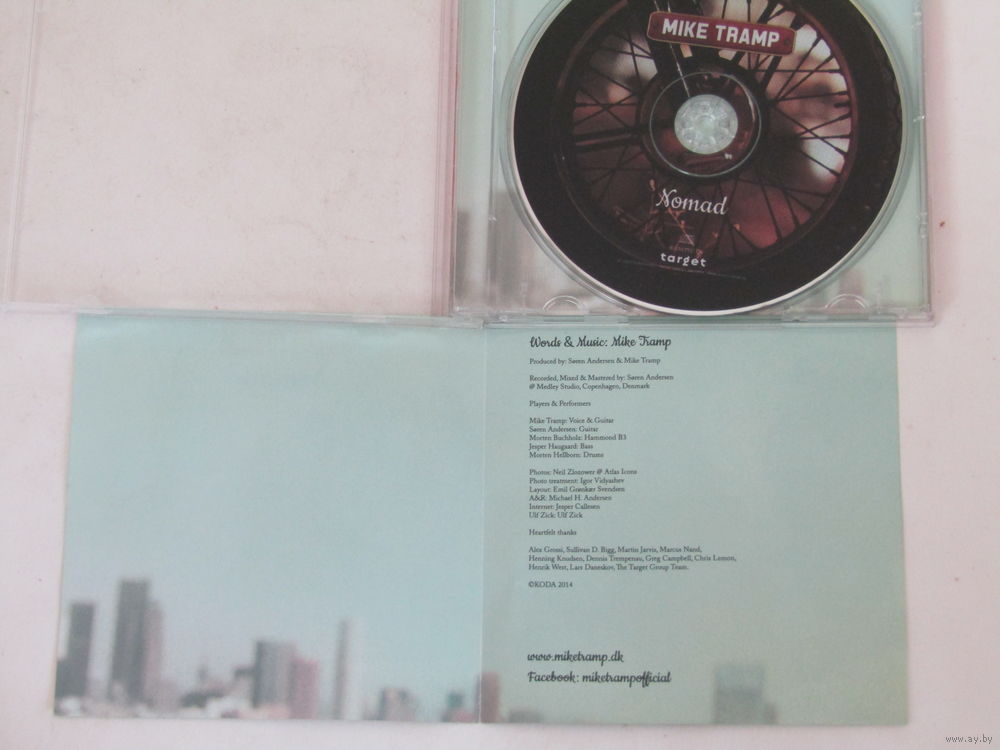 MIKE TRAMP
Nomad
target
Words & Music: Mike Tramp
Produced by: Søren Andersen & Mike Tramp
Recorded, Mixed & Mastered by: Søren Andersen
@ Medley Studio, Copenhagen, Denmark
Players & Performers
Mike Tramp: Voice & Guitar
Søren Andersen: Guitar
Morten Buchholz: Hammond B3
Jesper Haugaard: Bass
Morten Hellborn: Drums
Photos: Neil Zlozower @ Atlas Icons
Photo treatment: Igor Vidyashev
Layout: Emil Grønkær Svendsen
A&R: Michael H. Andersen
Internet: Jesper Callesen
Ulf Zick: Ulf Zick
Heartfelt thanks
Alex Grossi, Sullivan D. Bigg, Martin Jarvis, Marcus Nand,
Henning Knudsen, Dennis Trempenau, Greg Campbell, Chris Lemon,
Henrik West, Lars Daneskov, The Target Group Team.
©KODA 2014
www.miketramp.dk
Facebook: miketrampofficial
www.ay.by